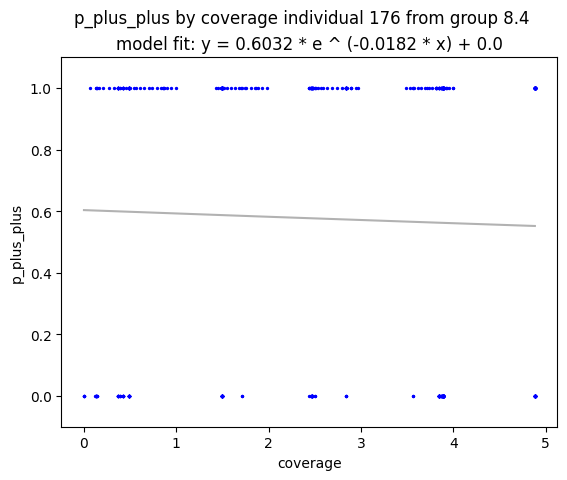 p_plus_plus by coverage individual 176 from group 8.4
model fit: y = 0.6032 * e ^ (-0.0182 * x) + 0.0
1.0
0.8
0.6
0.4
0.2
0.0
p_plus_plus
0 1 2 3 4 5
coverage